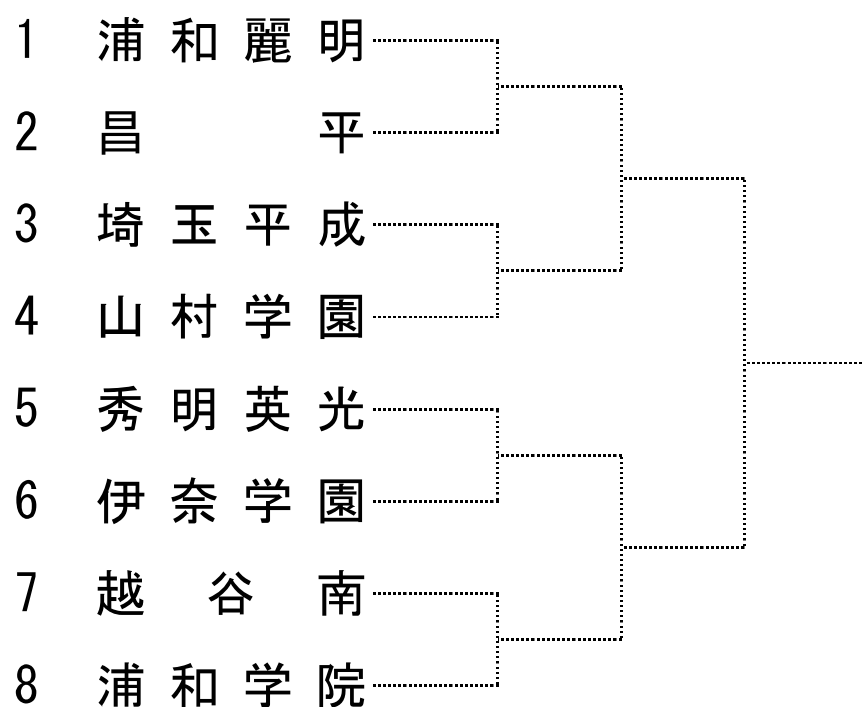 1 浦和麗明
2 昌平
3 埼玉平成
4 山村学園
5 秀明英光
6 伊奈学園
7 越谷南
8 浦和学院